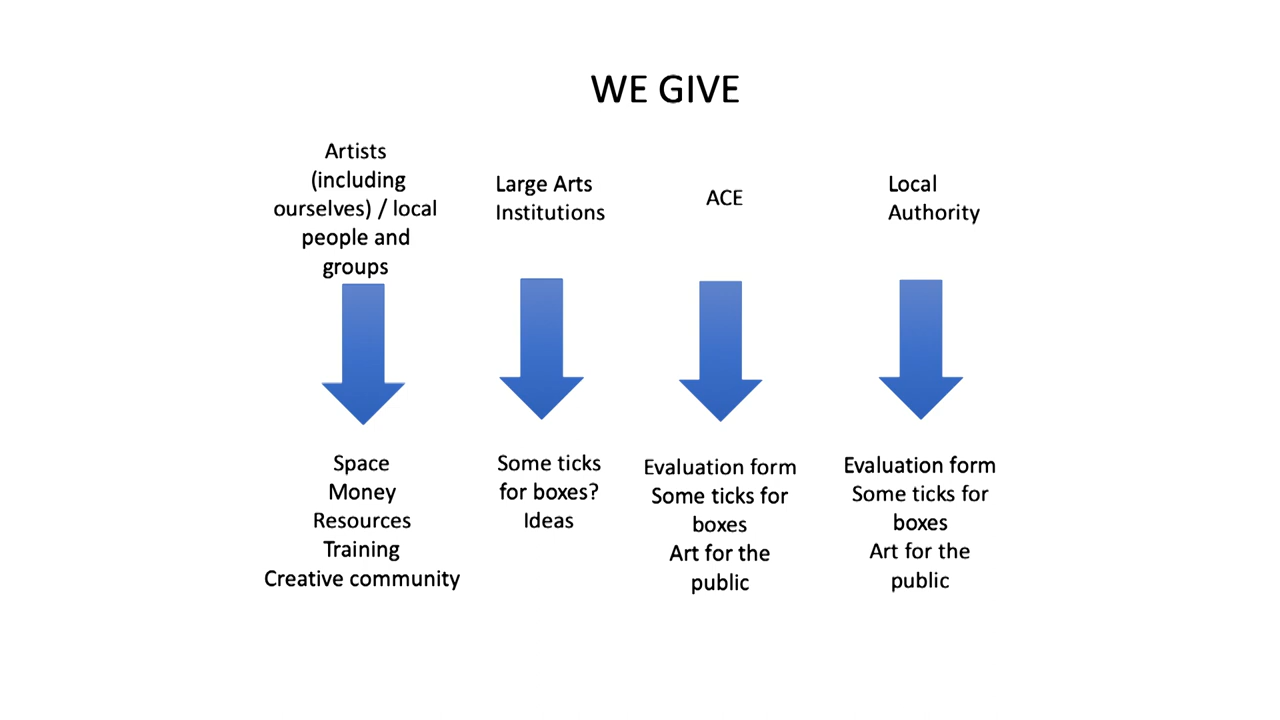 WE GIVE
Artists
(including
ourselves) / local
people and
groups
Large Arts
Institutions
ACE
Local
Authority
Space
Money
Resources
Training
Creative community
Some ticks
for boxes?
Ideas
Evaluation form
Some ticks for
boxes
Art for the
public
Evaluation form
Some ticks for
boxes
Art for the
public